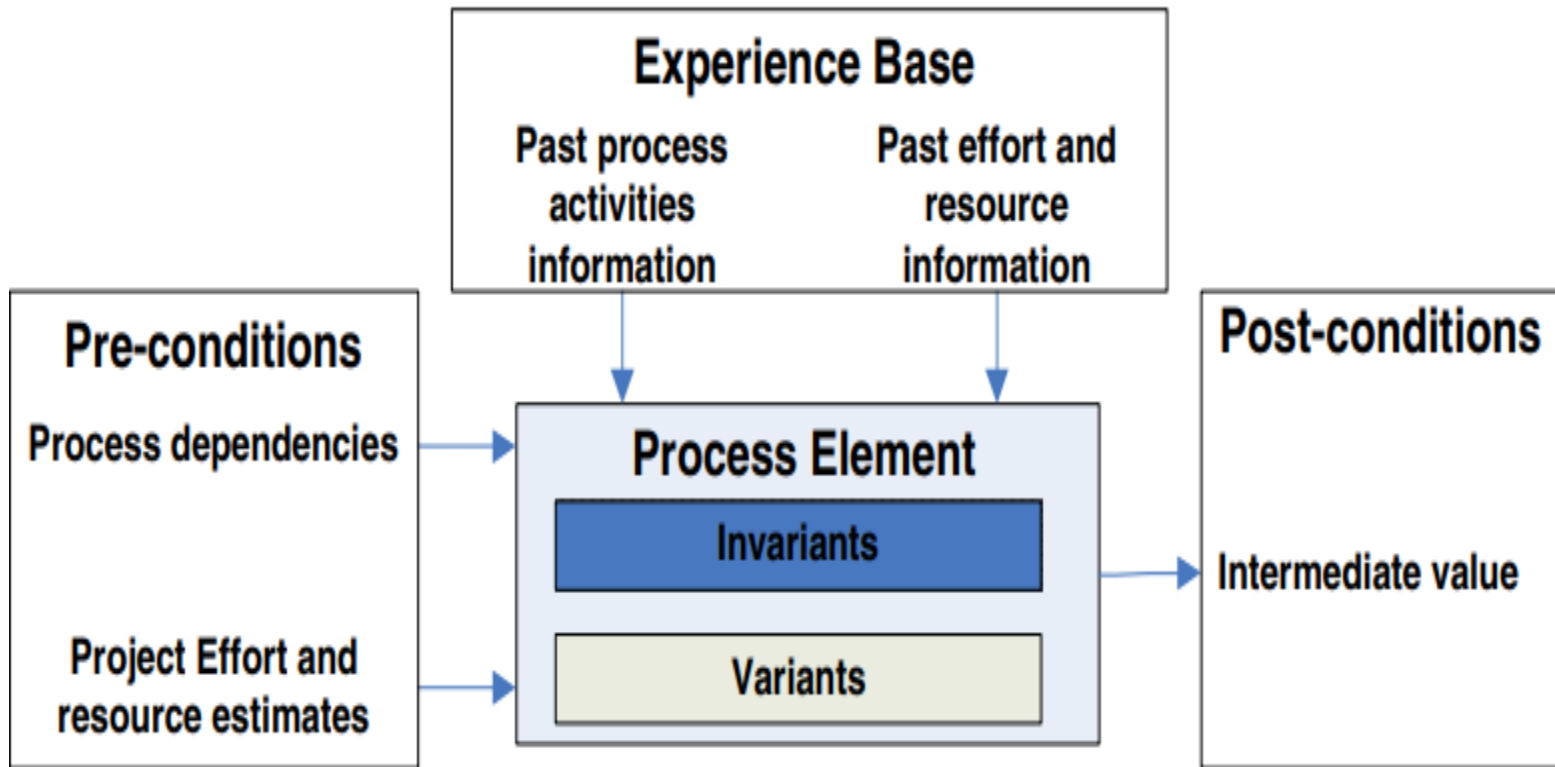 Experience Base
Past process
activities
information
Past effort and
resource
information
Pre-conditions
Process dependencies
Project Effort and
resource estimates
Process Element
Invariants
Variants
Post-conditions
Intermediate value